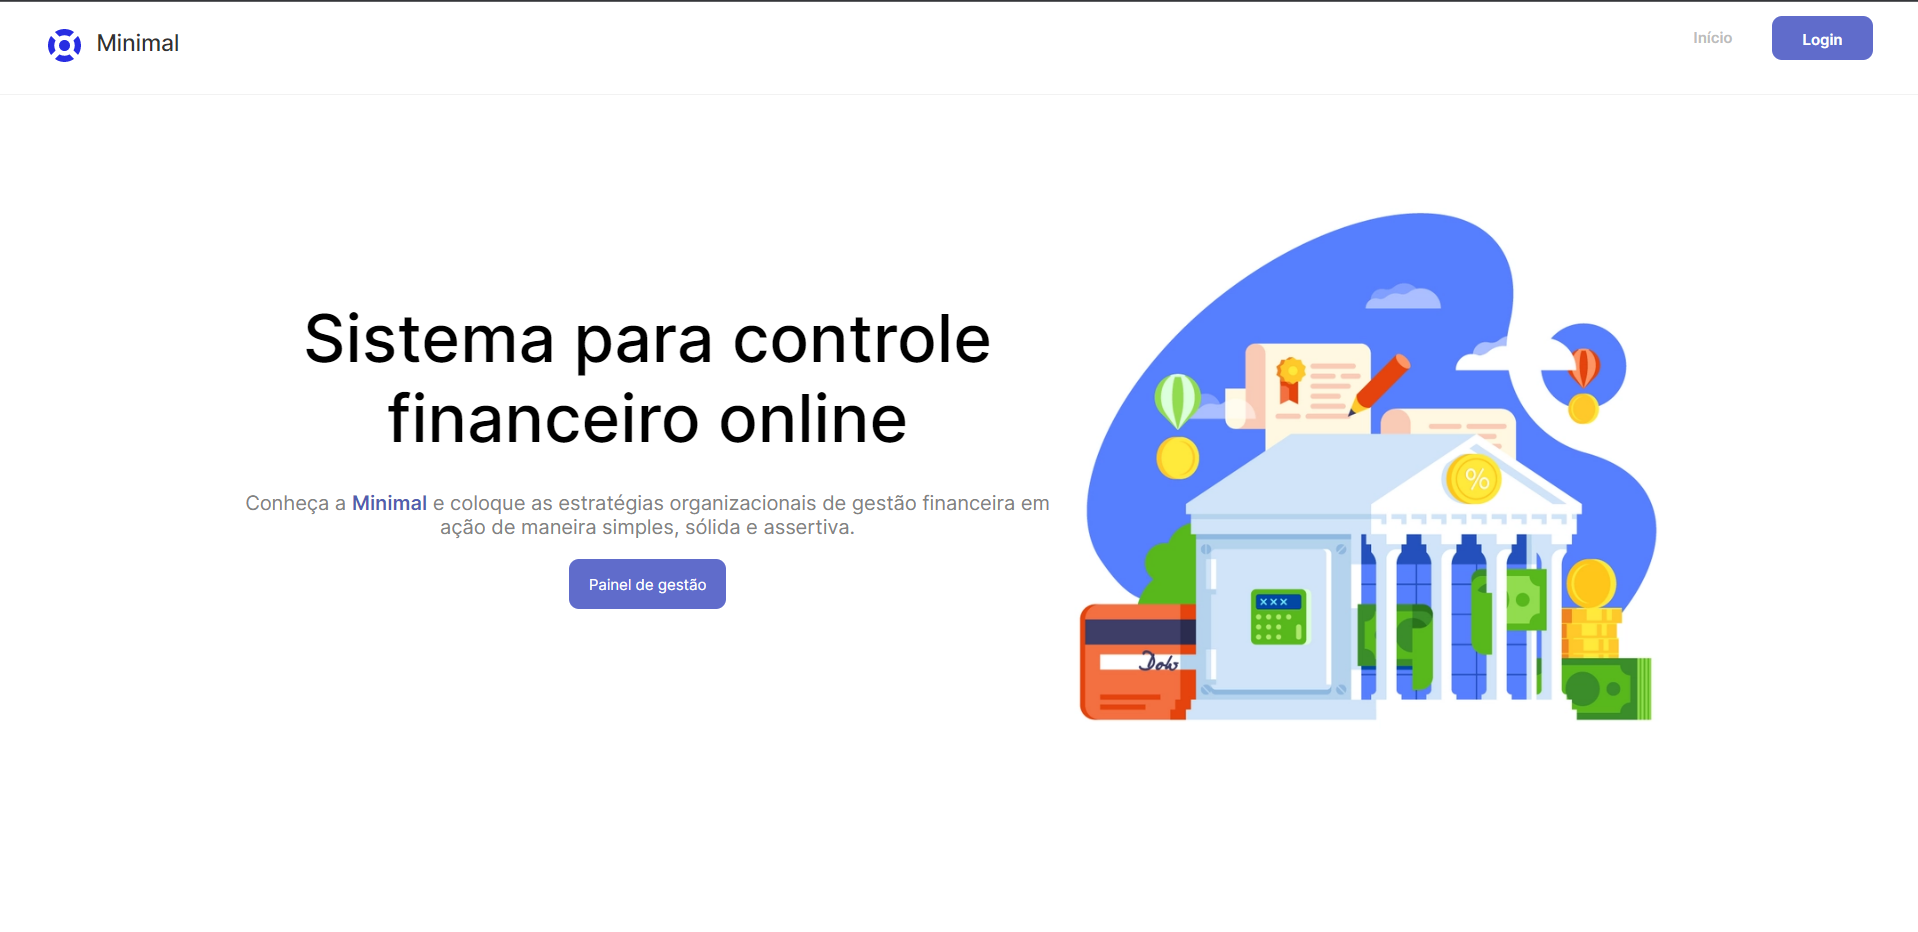 Minimal
Início
Login
Sistema para controle
financeiro online
Conheça a Minimal e coloque as estratégias organizacionais de gestão financeira em
ação de maneira simples, sólida e assertiva.
Painel de gestão
%
×××